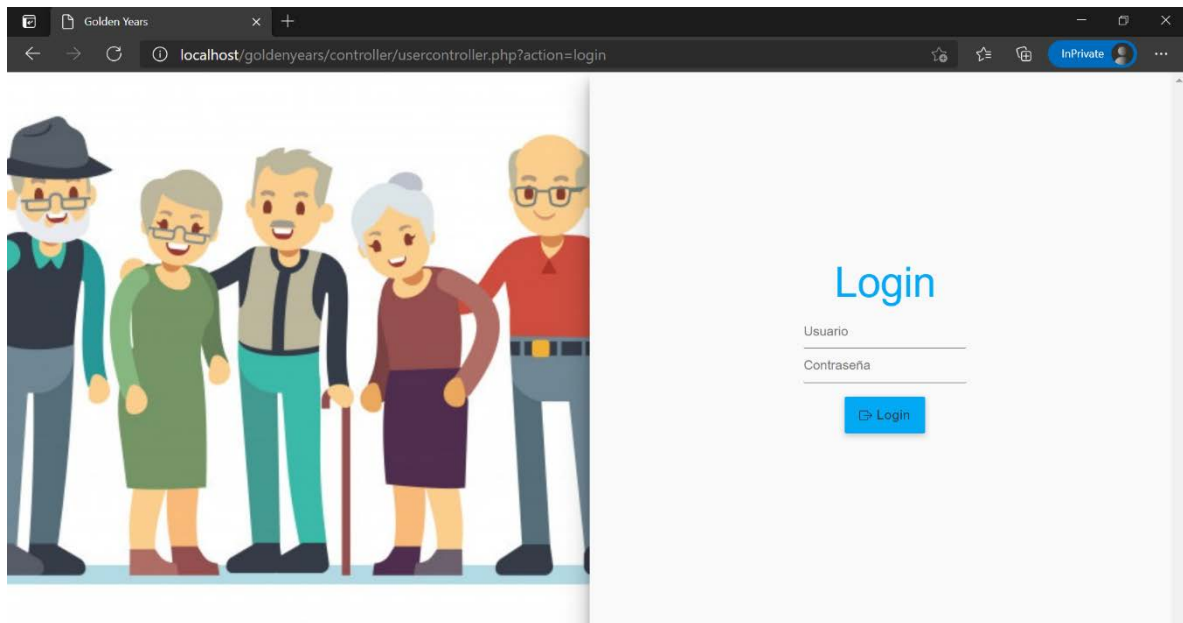 Golden Years
localhost/goldenyears/controller/usercontroller.php?action=login
InPrivate
Login
Usuario
Contraseña
Login